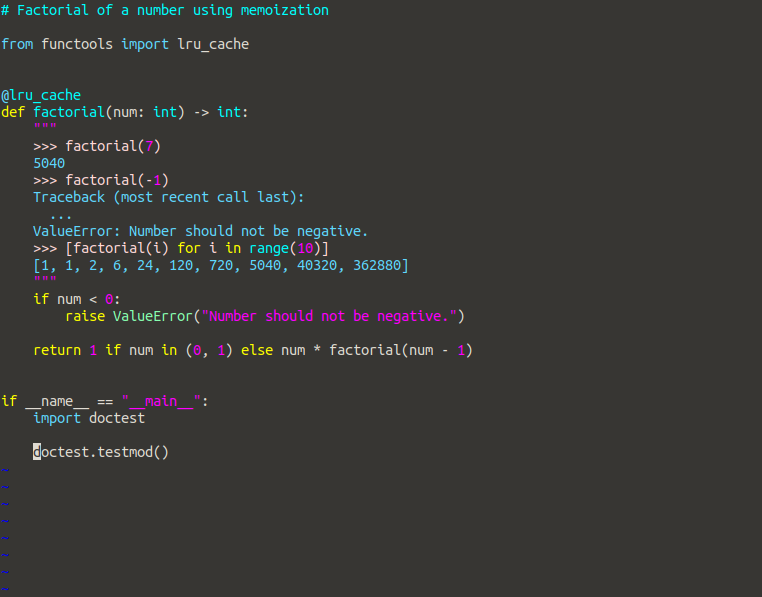 # Factorial of a number using memoization

from functools import lru_cache


@lru_cache
def factorial(num: int) -> int:
    """
    >>> factorial(7)
    5040
    >>> factorial(-1)
    Traceback (most recent call last):
      ...
    ValueError: Number should not be negative.
    >>> [factorial(i) for i in range(10)]
    [1, 1, 2, 6, 24, 120, 720, 5040, 40320, 362880]
    """
    if num < 0:
        raise ValueError("Number should not be negative.")

    return 1 if num in (0, 1) else num * factorial(num - 1)


if __name__ == "__main__":
    import doctest

    doctest.testmod()
~
~
~
~
~
~
~
~